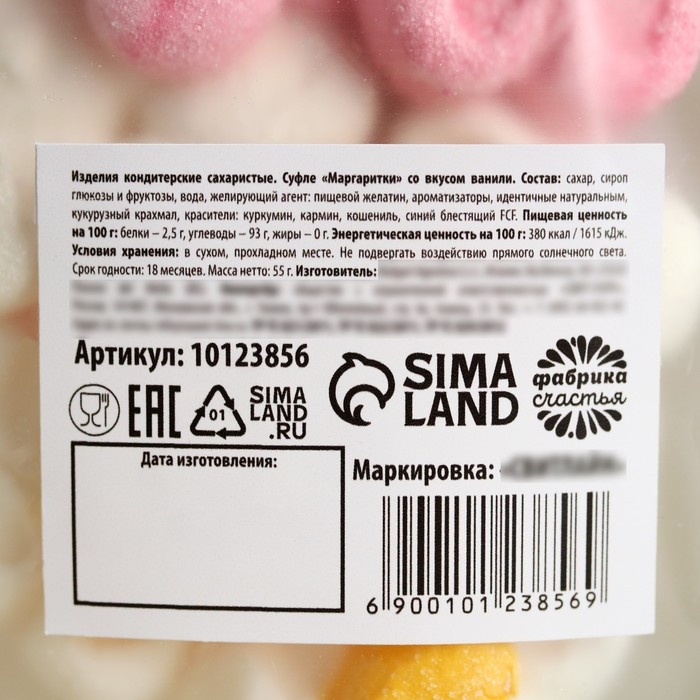 Изделия кондитерские сахаристые. Суфле «Маргаритки» со вкусом ванили. Состав: сахар, сироп
глюкозы и фруктозы, вода, желирующий агент: пищевой желатин, ароматизаторы, идентичные натуральным,
кукурузный крахмал, красители: куркумин, кармин, кошениль, синий блестящий FCF. Пищевая ценность
на 100 г: белки – 2,5 г, углеводы – 93 г, жиры – 0 г. Энергетическая ценность на 100 г: 380 ккал / 1615 кДж.
Условия хранения: в сухом, прохладном месте. Не подвергать воздействию прямого солнечного света.
Срок годности: 18 месяцев. Масса нетто: 55 г. Изготовитель:
Артикул: 10123856
EAC
01
SIMA
LAND
.RU
SIMA
LAND
фабрика
счастья
Дата изготовления:
Маркировка:
6 900101 238569